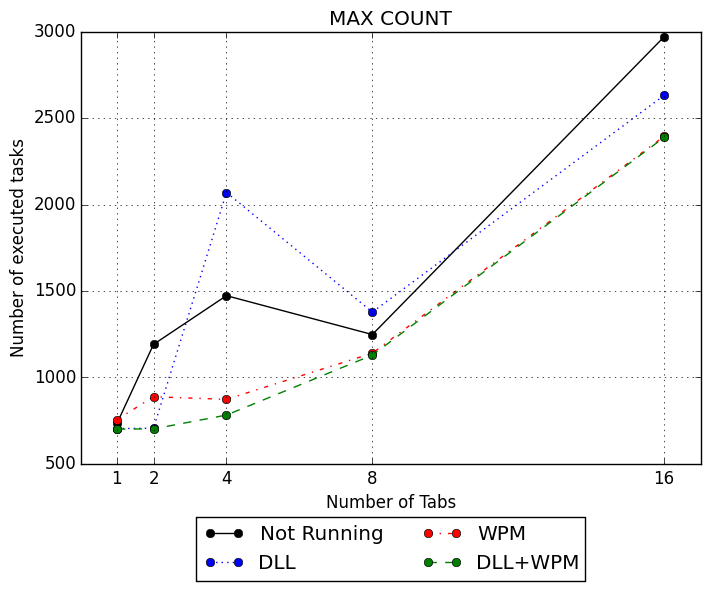 MAX COUNT
3000
2500
2000
1500
1000
500
Number of executed tasks
1 2 4 8 16
Number of Tabs
Not Running WPM
DLL DLL+WPM